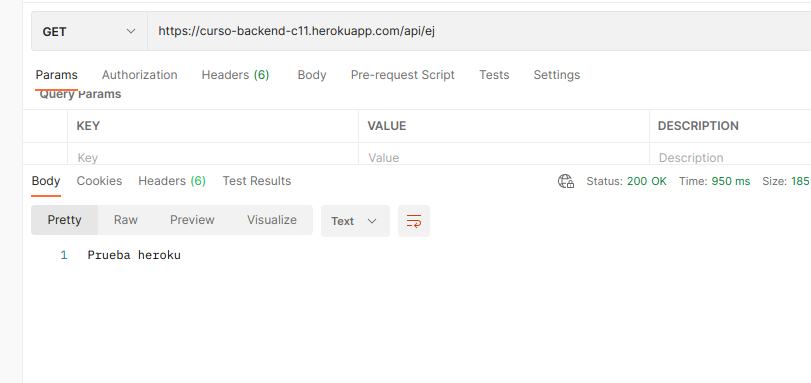 GET https://curso-backend-c11.herokuapp.com/api/ej
Params Authorization Headers (6) Body Pre-request Script Tests Settings
Query Params
KEY VALUE DESCRIPTION
Key Value Description
Body Cookies Headers (6) Test Results Status: 200 OK Time: 950 ms Size: 185
Pretty Raw Preview Visualize Text
1 Prueba heroku